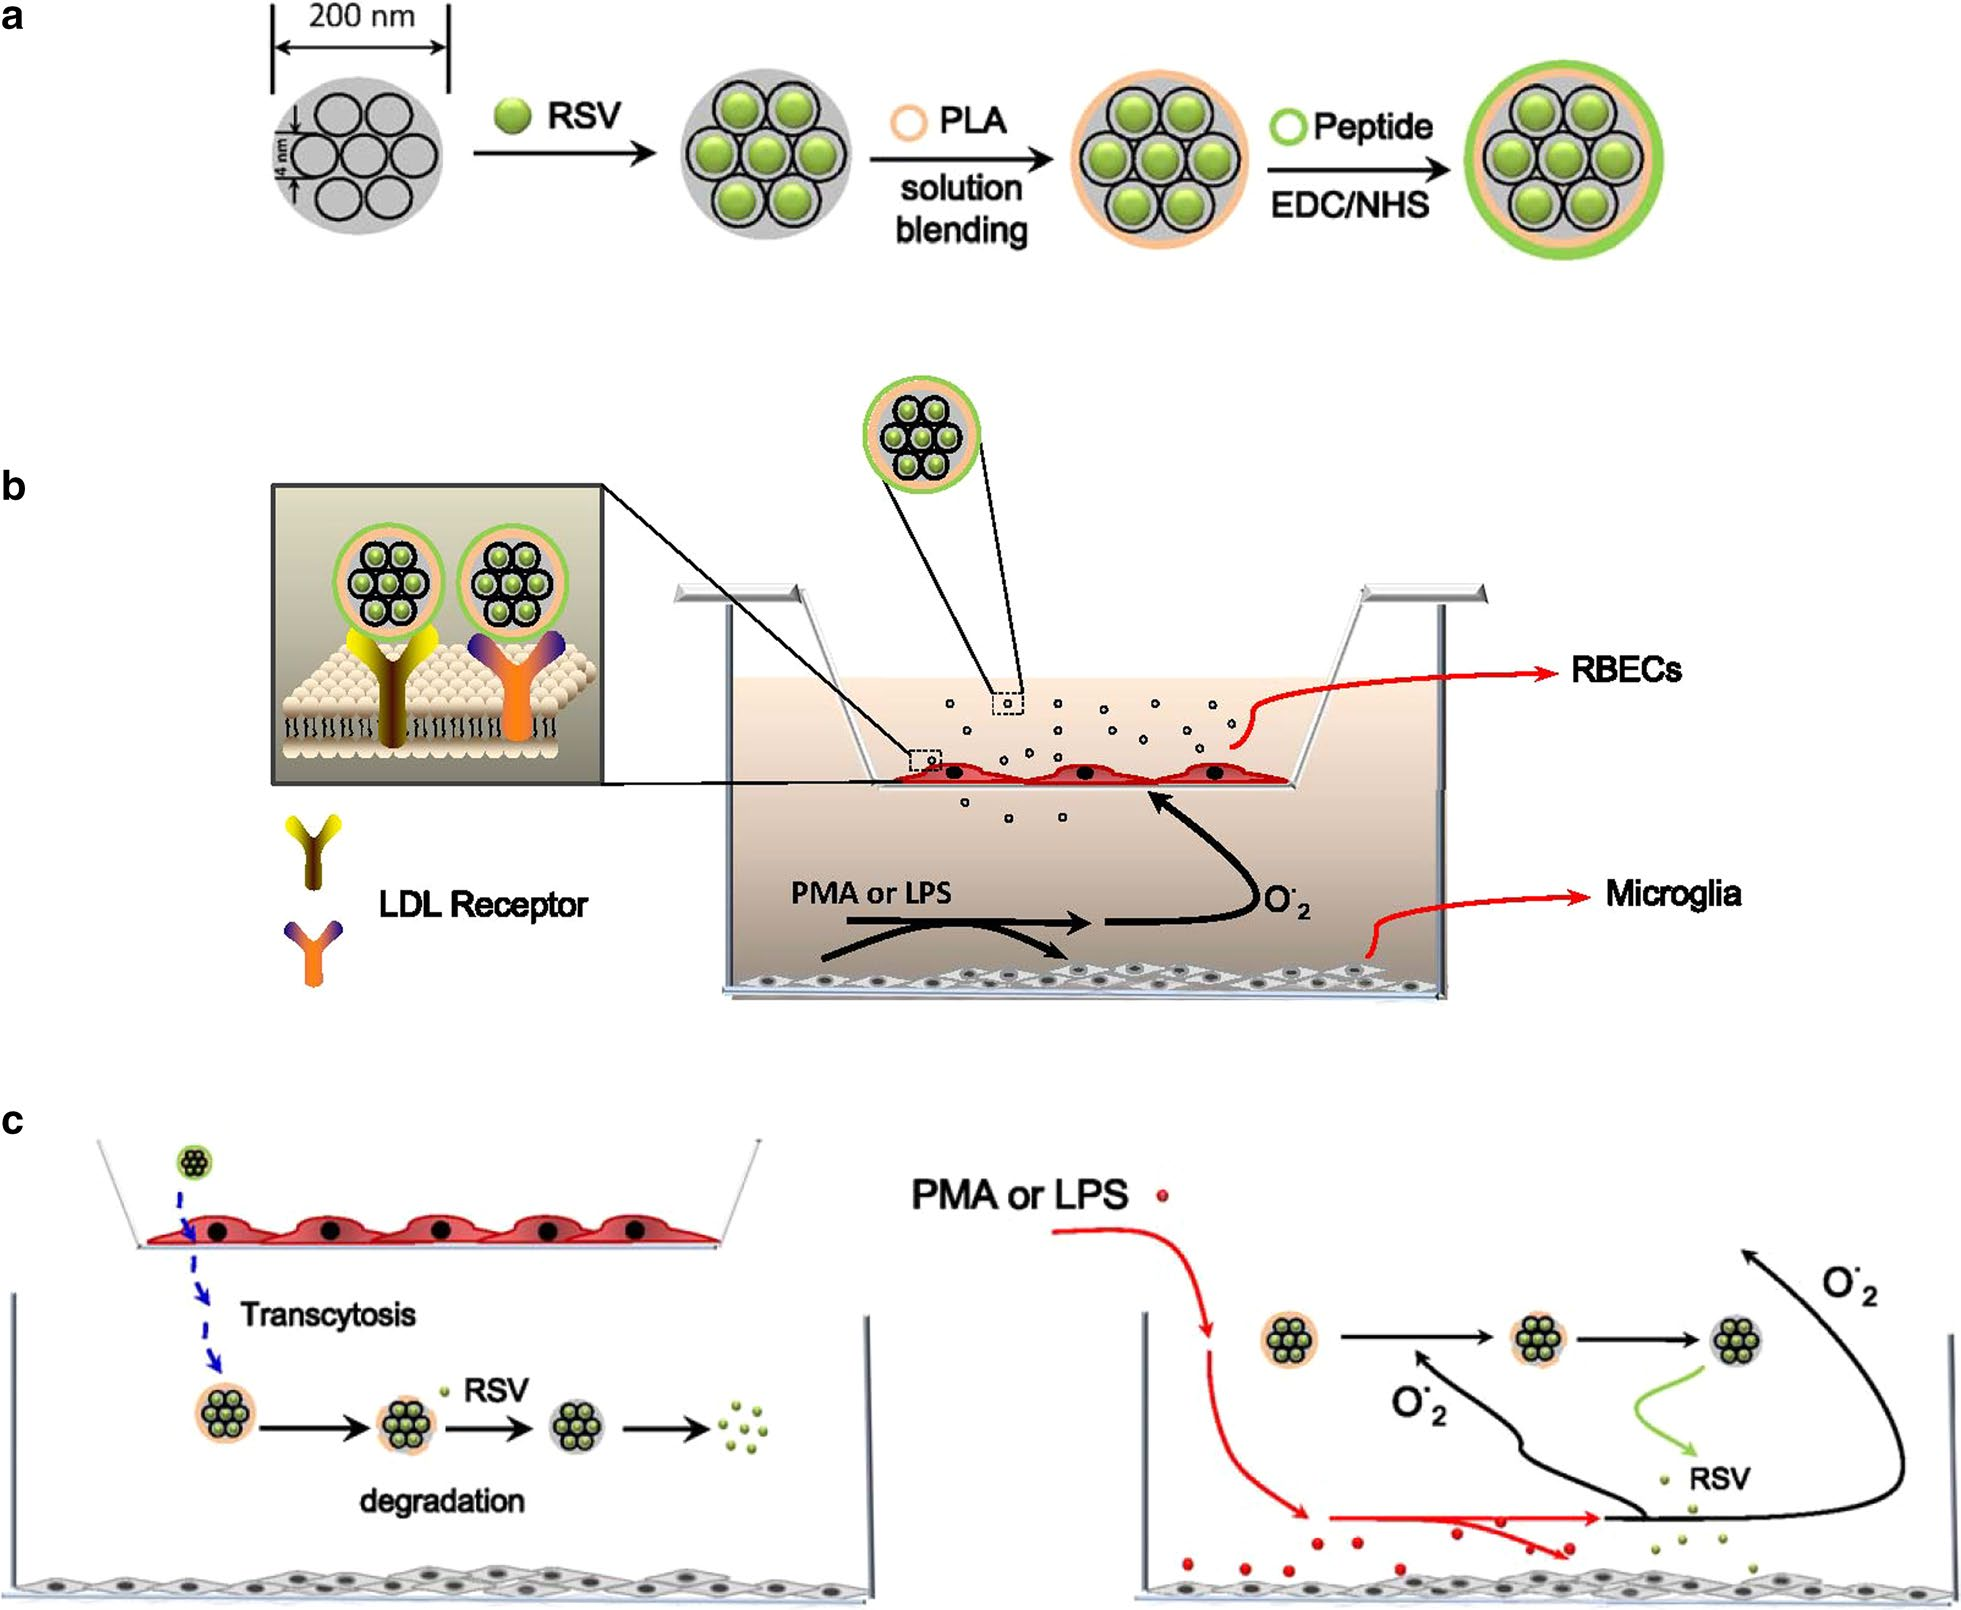 a
200 nm
4 nm
RSV
PLA
solution
blending
Peptide
EDC/NHS
b
RBECs
PMA or LPS
O˙2
Microglia
LDL Receptor
c
Transcytosis
RSV
degradation
PMA or LPS
O˙2
O˙2
RSV